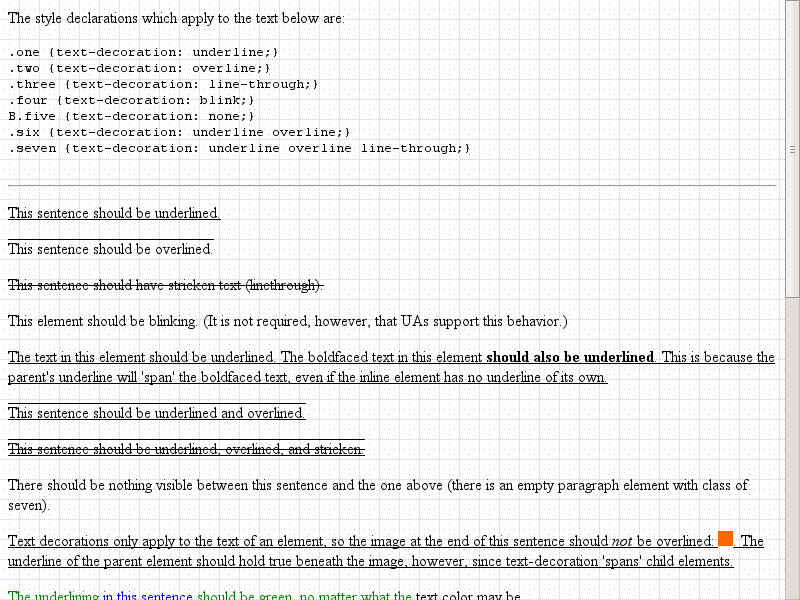 The style declarations which apply to the text below are:
.one {text-decoration: underline;}
.two {text-decoration: overline;}
.three {text-decoration: line-through;}
.four {text-decoration: blink;}
B.five {text-decoration: none;}
.six {text-decoration: underline overline;}
.seven {text-decoration: underline overline line-through;}
This sentence should be underlined.
This sentence should be overlined.
This sentence should have stricken text (linethrough).
This element should be blinking. (It is not required, however, that UAs support this behavior.)
The text in this element should be underlined. The boldfaced text in this element should also be underlined. This is because the
parent's underline will 'span' the boldfaced text, even if the inline element has no underline of its own.
This sentence should be underlined and overlined.
This sentence should be underlined, overlined, and stricken.
There should be nothing visible between this sentence and the one above (there is an empty paragraph element with class of
seven).
Text decorations only apply to the text of an element, so the image at the end of this sentence should not be overlined: . The
underline of the parent element should hold true beneath the image, however, since text-decoration 'spans' child elements.
The underlining in this sentence should be green, no matter what the text color may be.